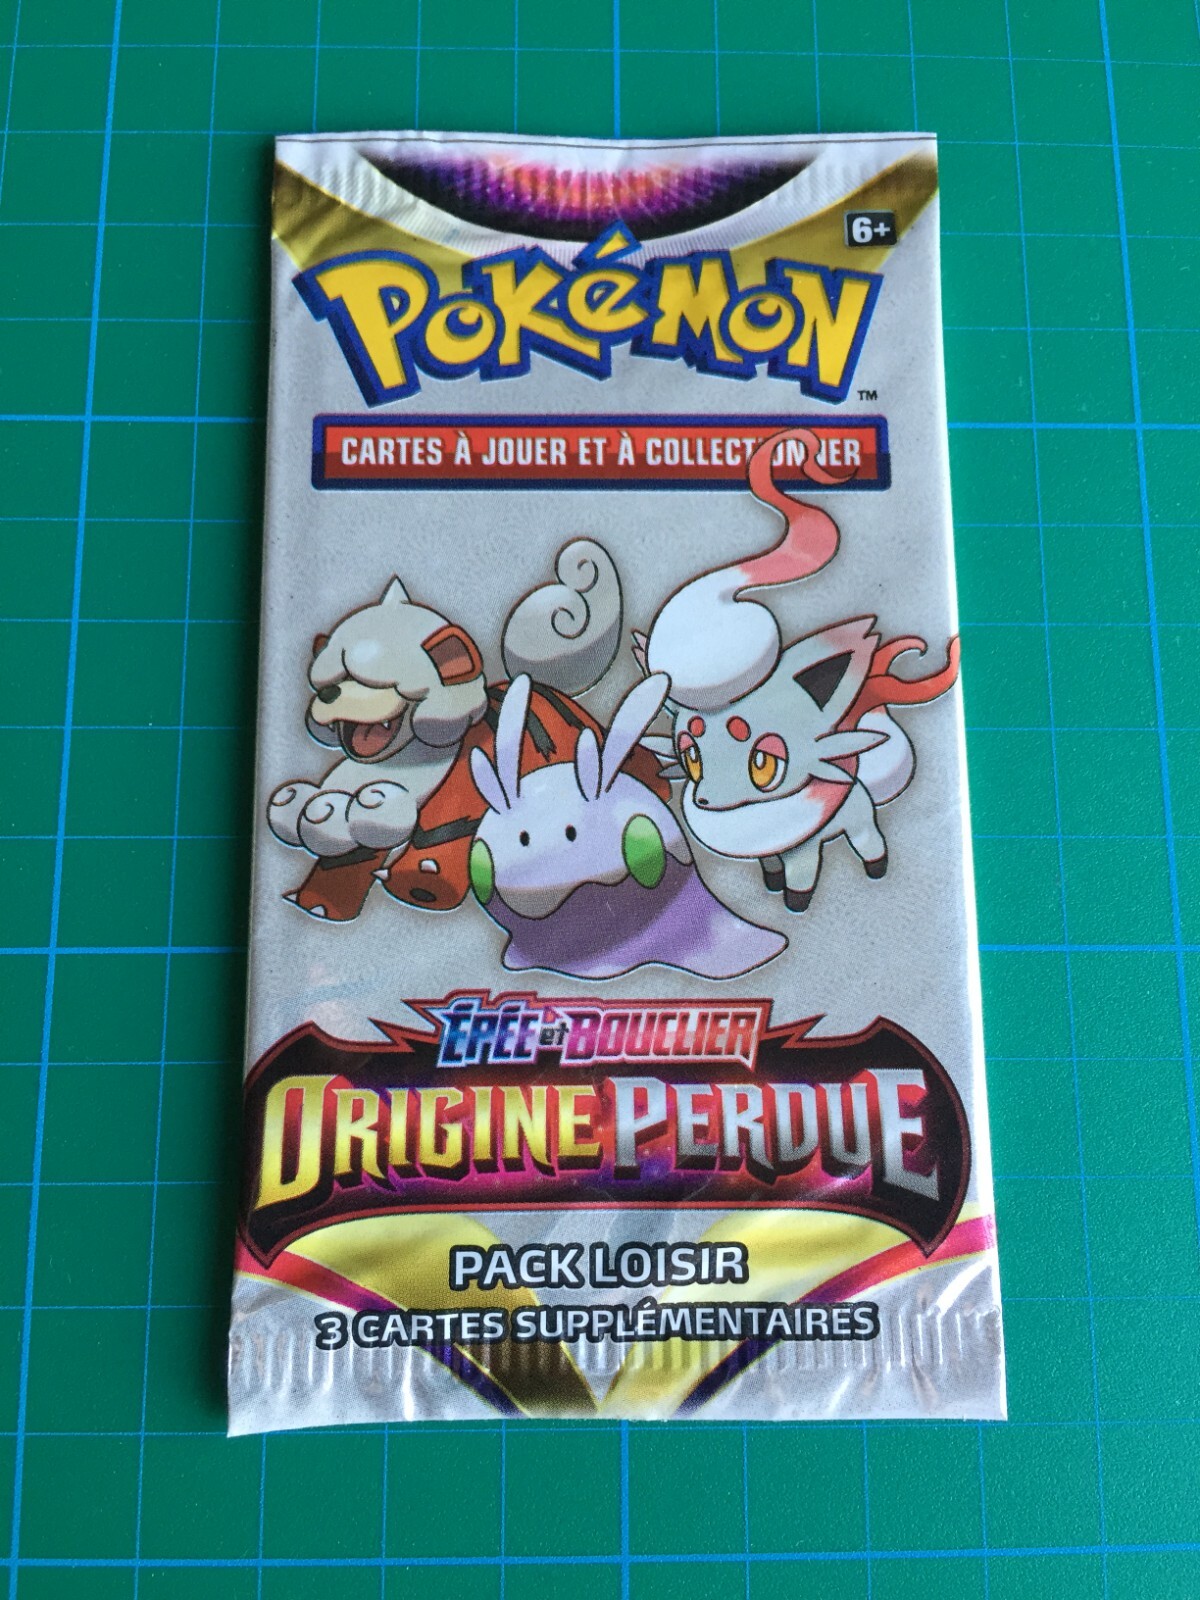 6+
POKéMON
TM
CARTES À JOUER ET À COLLECTIONNER
ÉPÉE et BOUCLIER
ORIGINE PERDUE
PACK LOISIR
3 CARTES SUPPLÉMENTAIRES